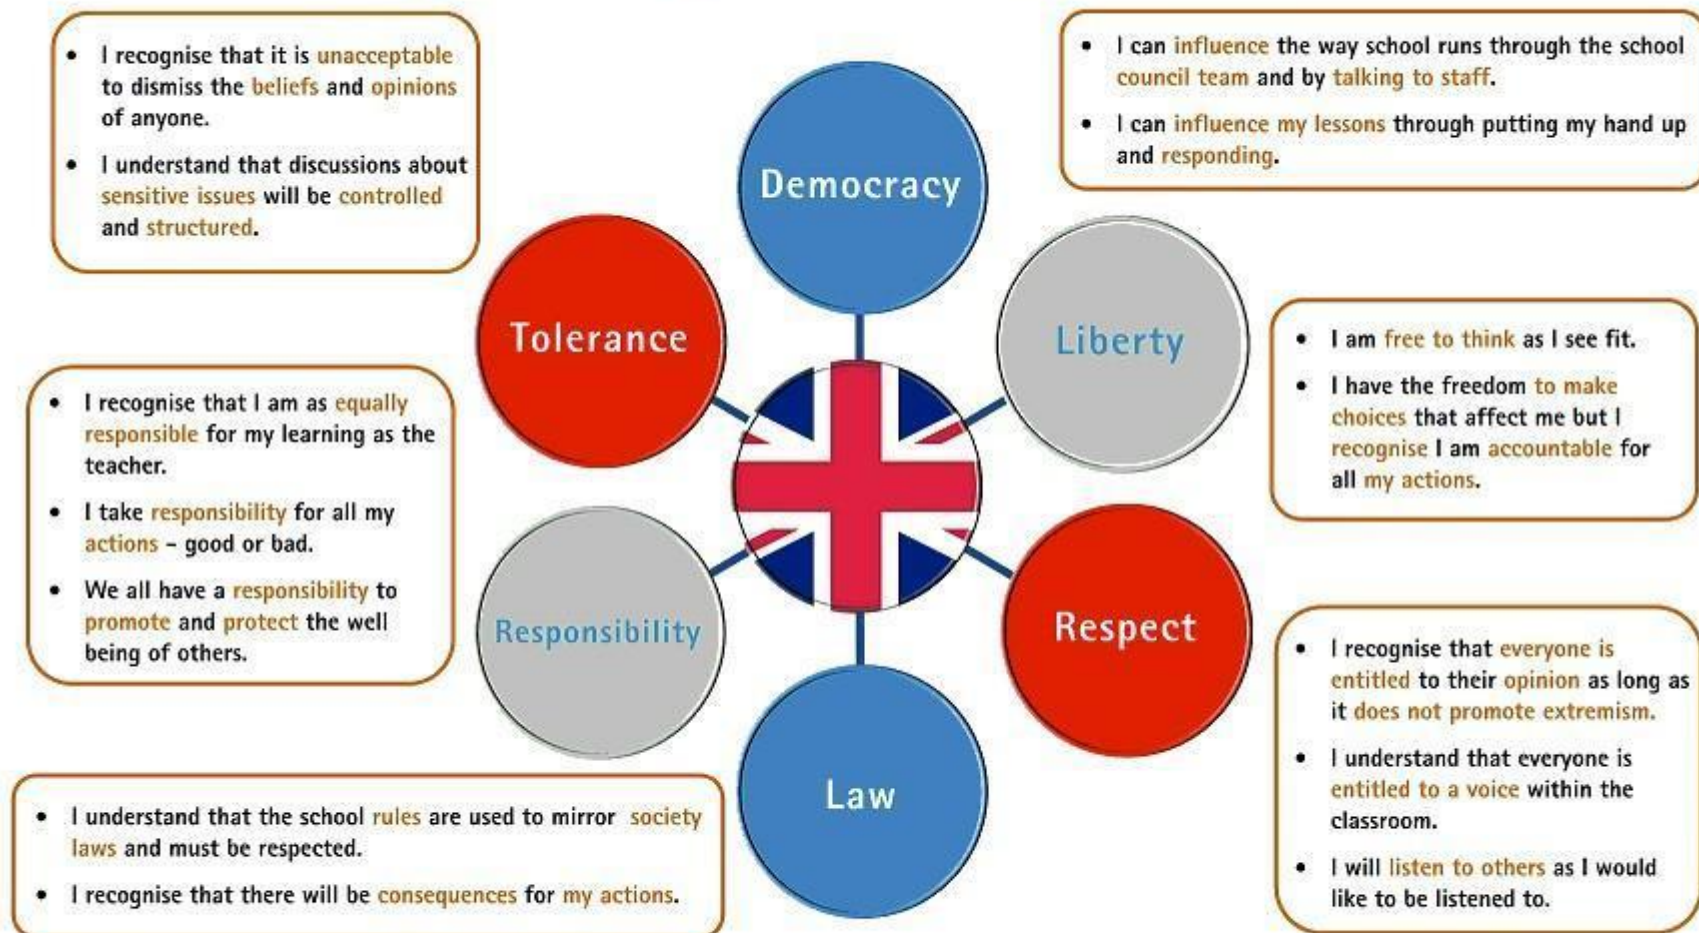 • I recognise that it is unacceptable
to dismiss the beliefs and opinions
of anyone.
• I understand that discussions about
sensitive issues will be controlled
and structured.
• I can influence the way school runs through the school
council team and by talking to staff.
• I can influence my lessons through putting my hand up
and responding.
Democracy
Tolerance
Liberty
• I am free to think as I see fit.
• I have the freedom to make
choices that affect me but I
recognise I am accountable for
all my actions.
• I recognise that I am as equally
responsible for my learning as the
teacher.
• I take responsibility for all my
actions – good or bad.
• We all have a responsibility to
promote and protect the well
being of others.
Responsibility
Respect
• I recognise that everyone is
entitled to their opinion as long as
it does not promote extremism.
• I understand that everyone is
entitled to a voice within the
classroom.
• I will listen to others as I would
like to be listened to.
Law
• I understand that the school rules are used to mirror society
laws and must be respected.
• I recognise that there will be consequences for my actions.